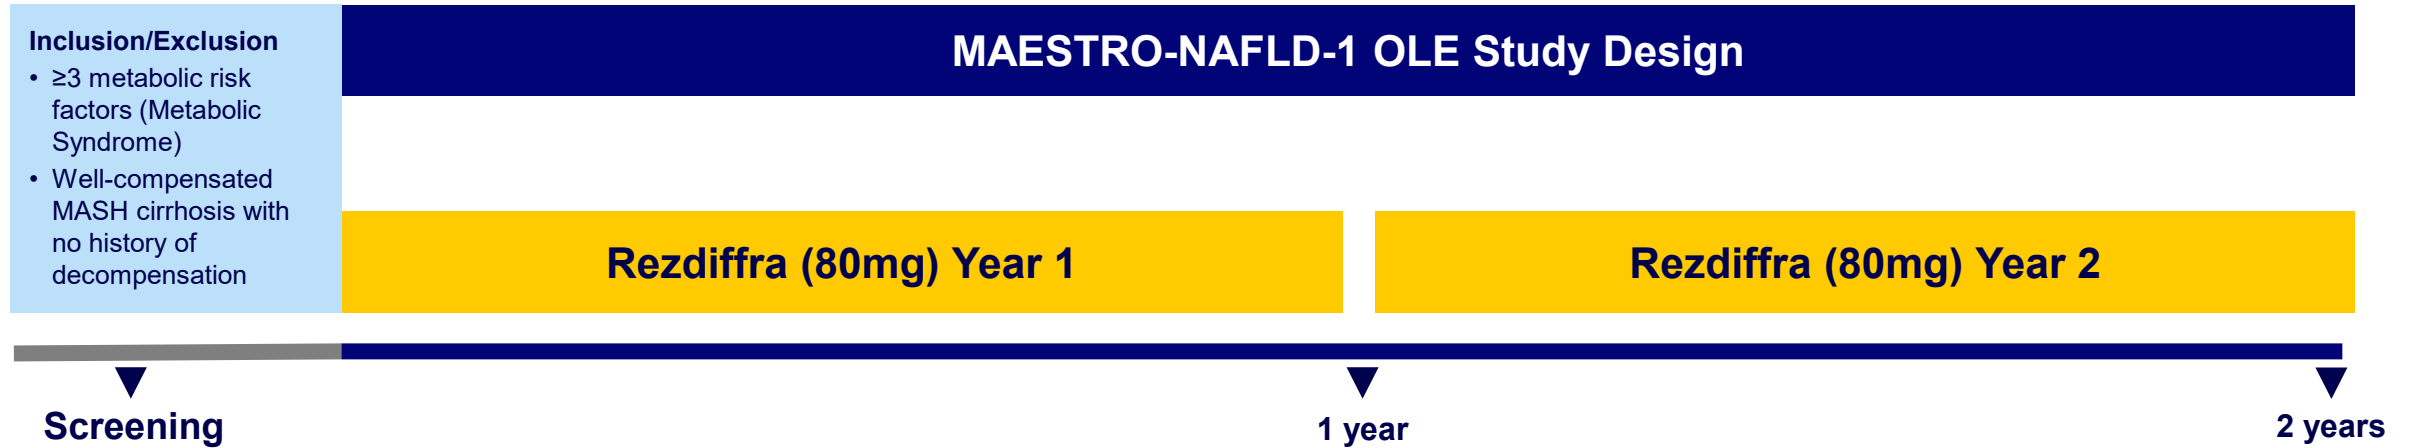 Inclusion/Exclusion
• ≥3 metabolic risk
factors (Metabolic
Syndrome)
• Well-compensated
MASH cirrhosis with
no history of
decompensation
MAESTRO-NAFLD-1 OLE Study Design
Rezdiffra (80mg) Year 1
Rezdiffra (80mg) Year 2
Screening
1 year
2 years